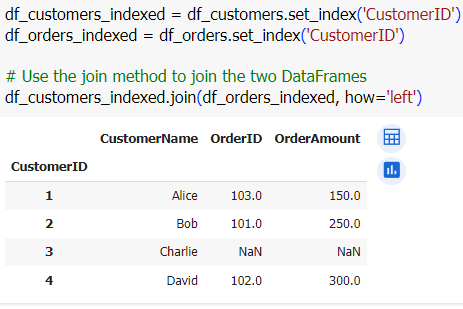 df_customers_indexed = df_customers.set_index('CustomerID')
df_orders_indexed = df_orders.set_index('CustomerID')
# Use the join method to join the two DataFrames
df_customers_indexed.join(df_orders_indexed, how='left')
CustomerName OrderID OrderAmount
CustomerID
1 Alice 103.0 150.0
2 Bob 101.0 250.0
3 Charlie NaN NaN
4 David 102.0 300.0